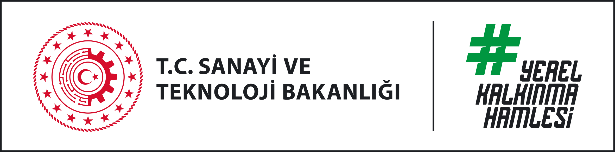 T.C. SANAYİ VE
TEKNOLOJİ BAKANLIĞI
#
YEREL
KALKINMA
HAMLESİ